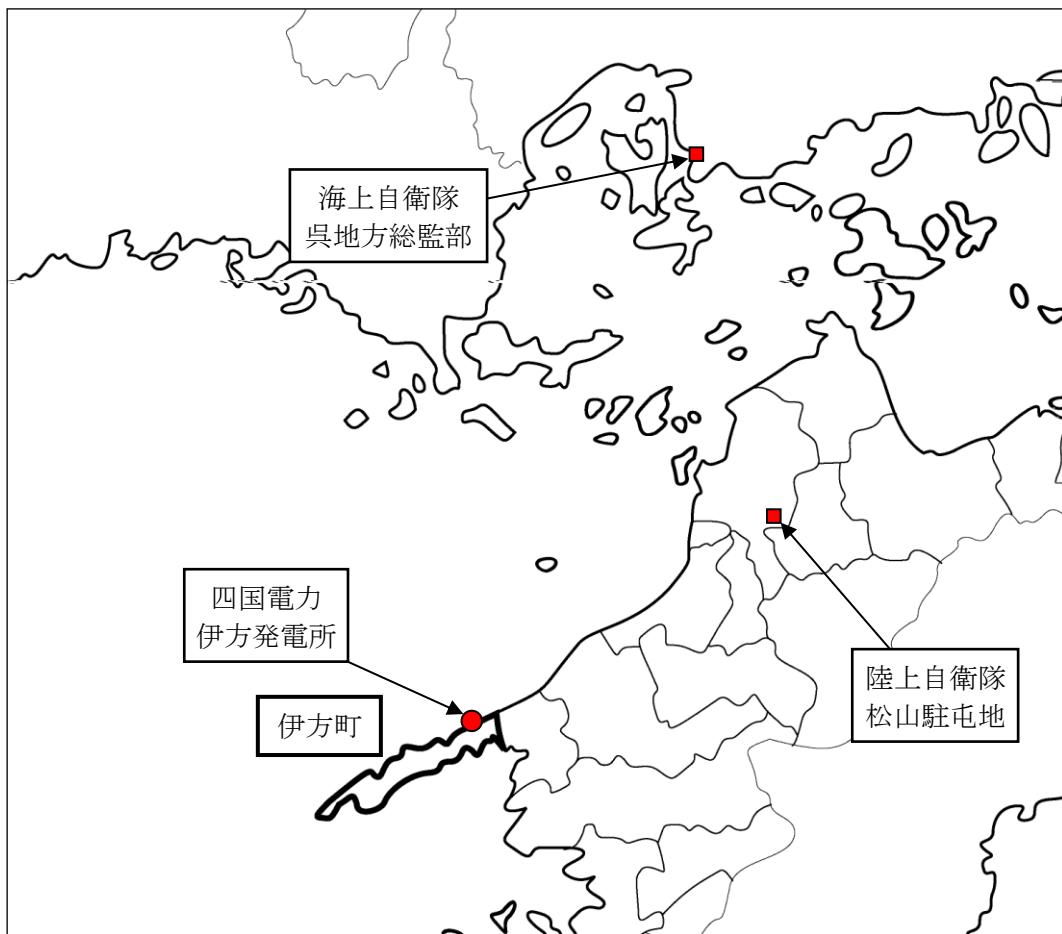 海上自衛隊
呉地方総監部
四国電力
伊方発電所
伊方町
陸上自衛隊
松山駐屯地